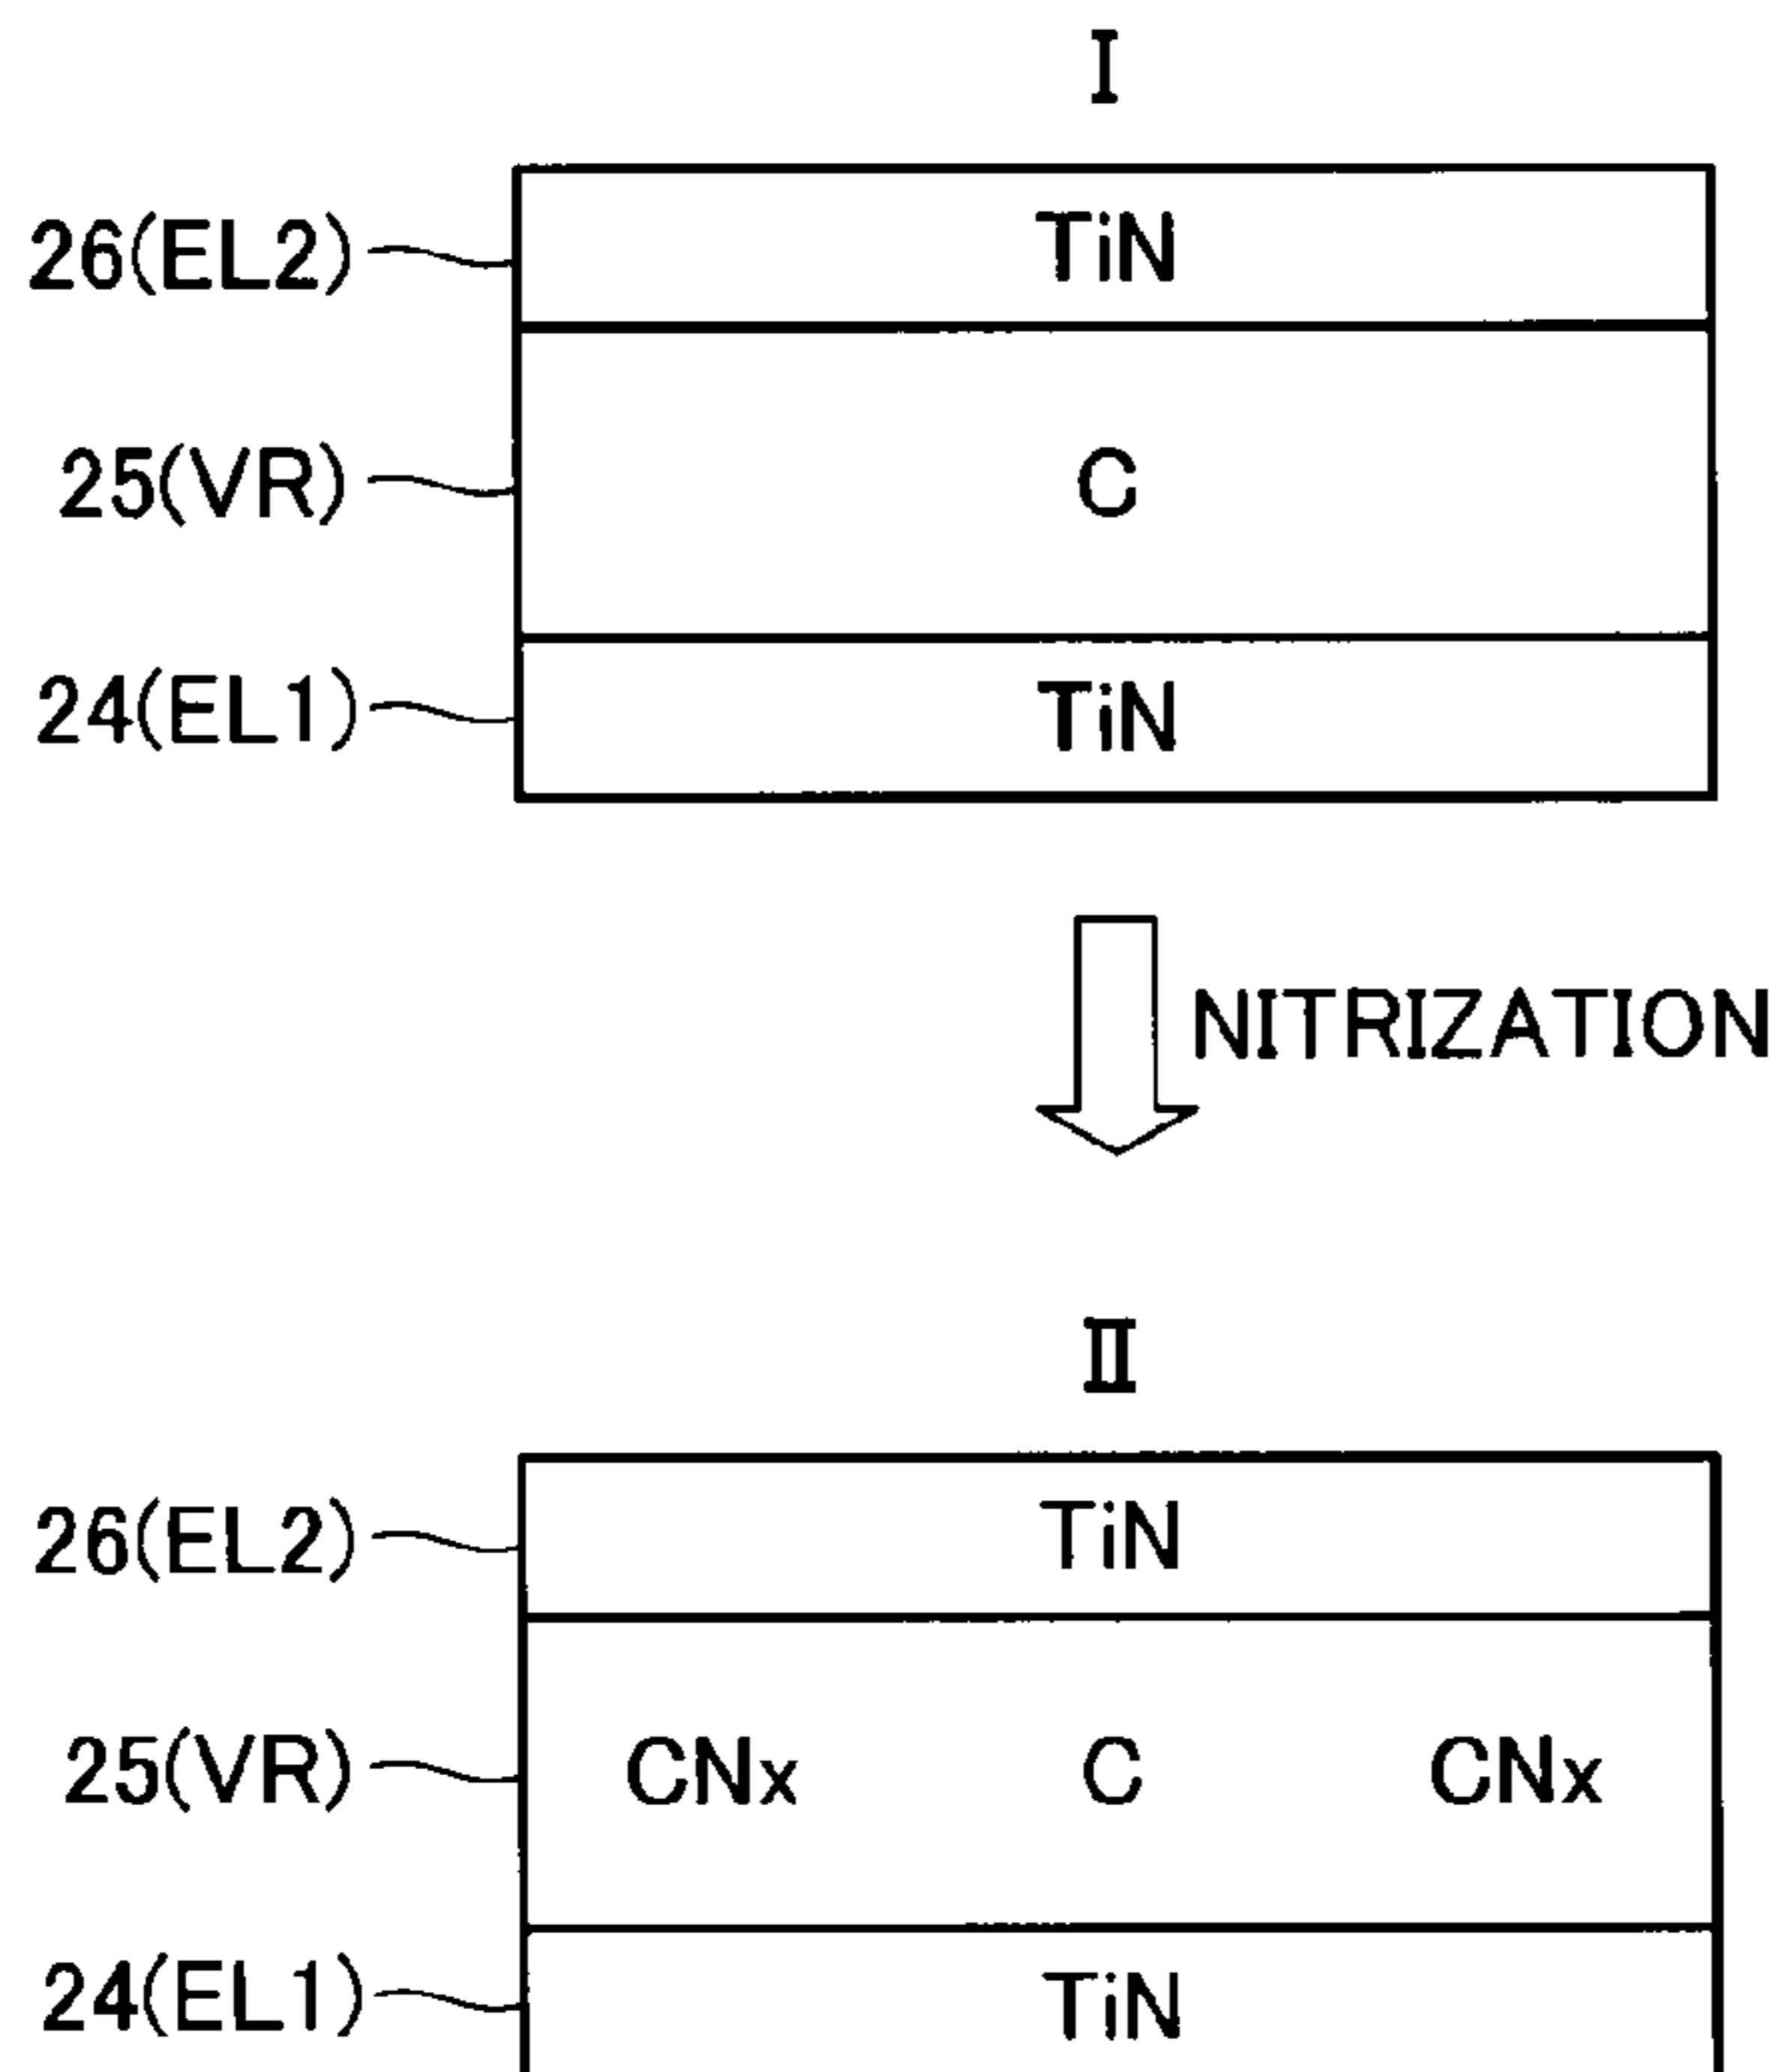 I
26(EL2) TiN
25(VR) C
24(EL1) TiN
NITRIZATION
II
26(EL2) TiN
25(VR) CNx C CNx
24(EL1) TiN